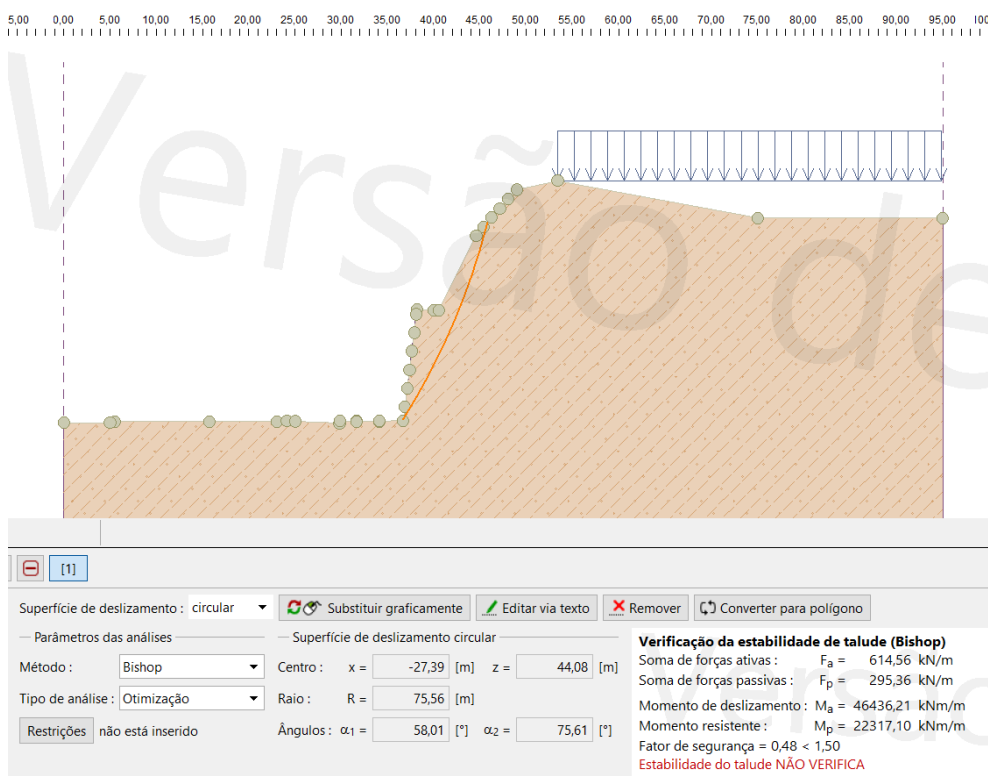 5,00 0,00 5,00 10,00 15,00 20,00 25,00 30,00 35,00 40,00 45,00 50,00 55,00 60,00 65,00 70,00 75,00 80,00 85,00 90,00 95,00 100
Versão de
[1]
Superfície de deslizamento : circular Substituir graficamente Editar via texto Remover Converter para polígono
Parâmetros das análises
Método : Bishop
Tipo de análise : Otimização
Restrições não está inserido
Superfície de deslizamento circular
Centro : x = -27,39 [m] z = 44,08 [m]
Raio : R = 75,56 [m]
Ângulos : α1 = 58,01 [°] α2 = 75,61 [°]
Verificação da estabilidade de talude (Bishop)
Soma de forças ativas : Fa = 614,56 kN/m
Soma de forças passivas : Fp = 295,36 kN/m
Momento de deslizamento : Ma = 46436,21 kNm/m
Momento resistente : Mp = 22317,10 kNm/m
Fator de segurança = 0,48 < 1,50
Estabilidade do talude NÃO VERIFICA
Versão